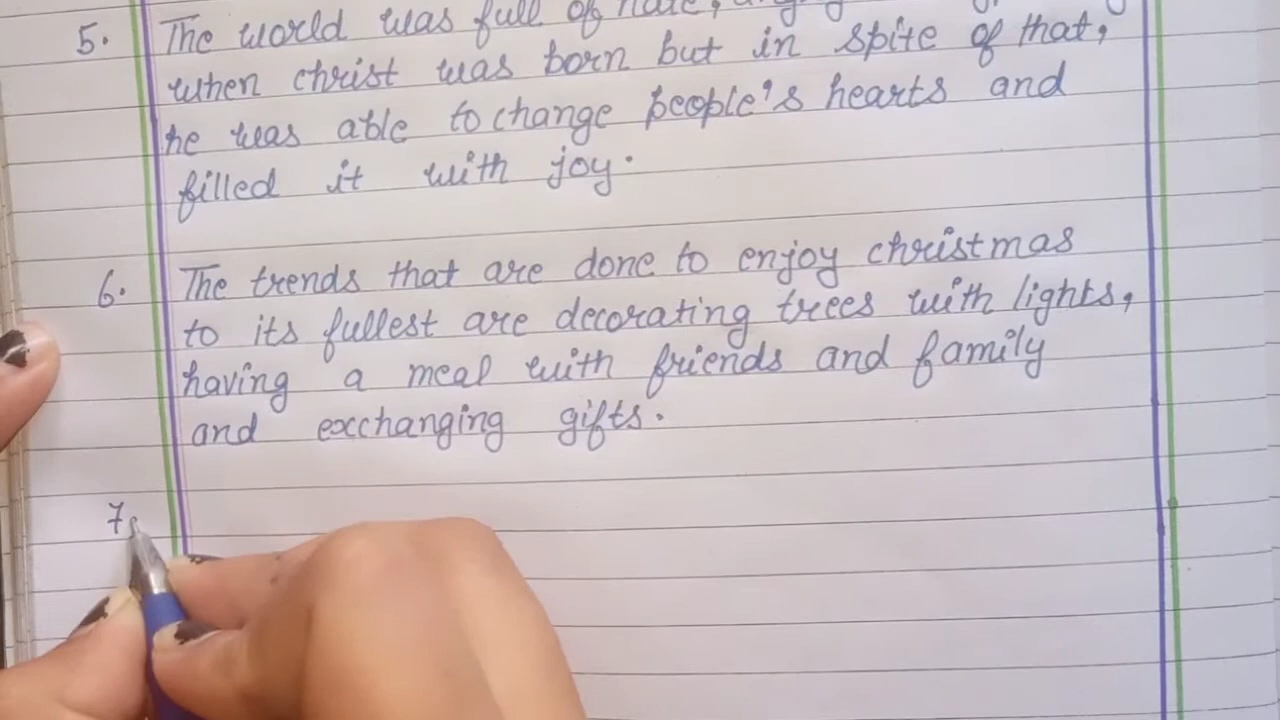 5. The world was full of hate,
when christ was born but in spite of that,
he was able to change people's hearts and
filled it with joy.
6. The trends that are done to enjoy christmas
to its fullest are decorating trees with lights,
having a meal with friends and family
and exchanging gifts.
7.